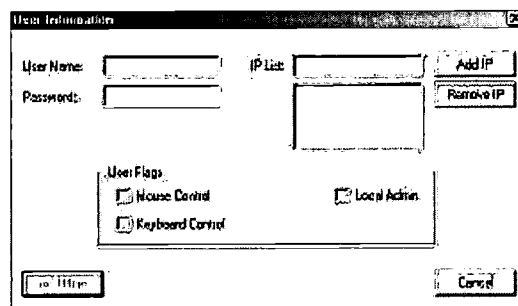 User Information
User Name: IP List: Add IP
Password: Remove IP
User Flags
Mouse Control Local Admin
Keyboard Control
Cancel